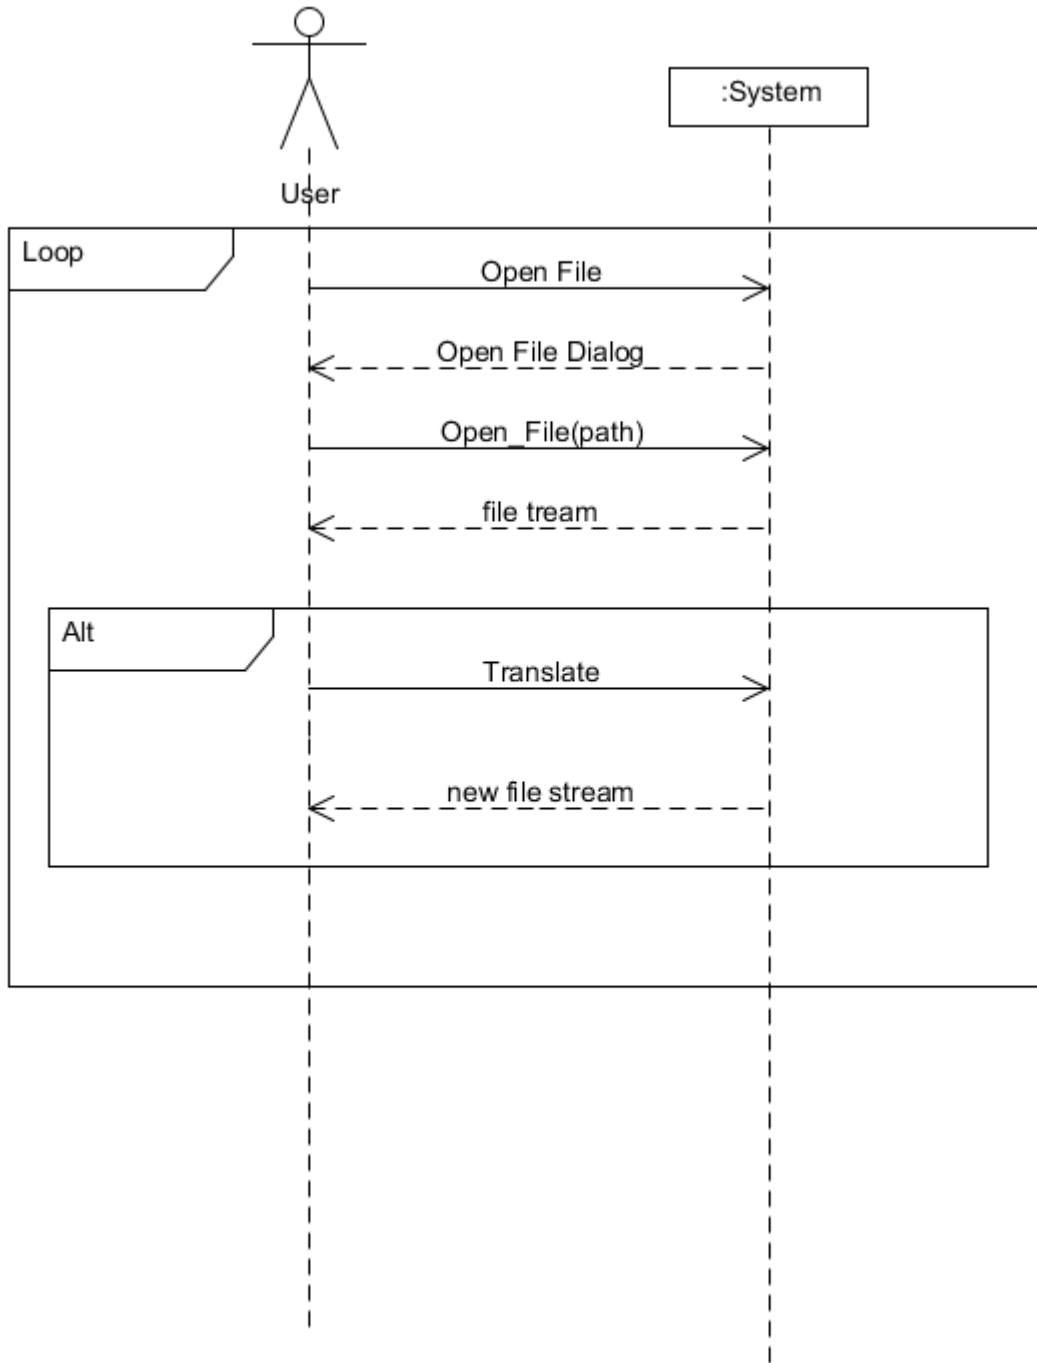 :System
User
Loop
Open File
Open File Dialog
Open_File(path)
file tream
Alt
Translate
new file stream